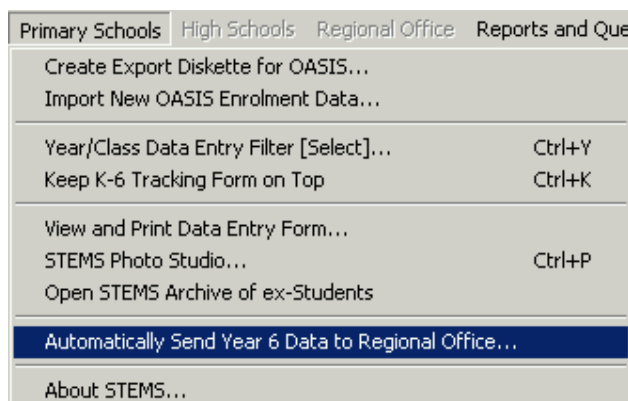 Primary Schools High Schools Regional Office Reports and Que
Create Export Diskette for OASIS...
Import New OASIS Enrolment Data...
Year/Class Data Entry Filter [Select]... Ctrl+Y
Keep K-6 Tracking Form on Top Ctrl+K
View and Print Data Entry Form...
STEMS Photo Studio... Ctrl+P
Open STEMS Archive of ex-Students
Automatically Send Year 6 Data to Regional Office...
About STEMS...